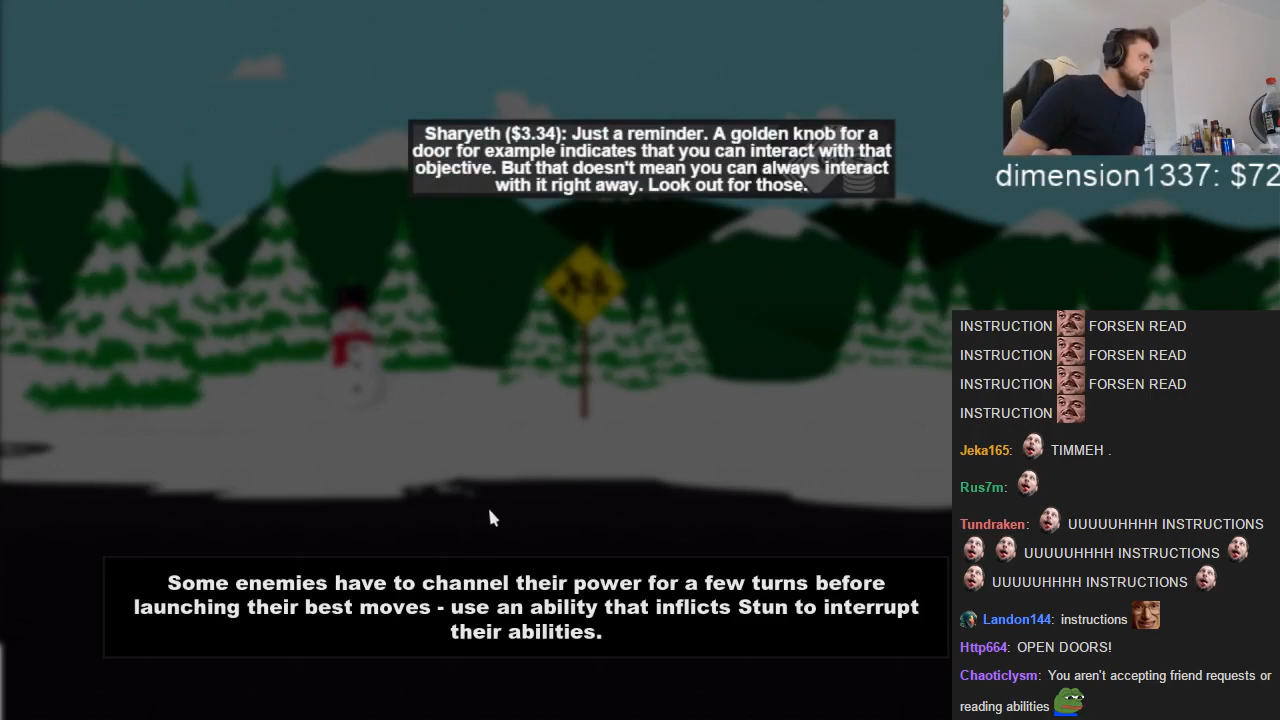 Sharyeth ($3.34): Just a reminder. A golden knob for a
door for example indicates that you can interact with that
objective. But that doesn't mean you can always interact
with it right away. Look out for those.
dimension1337: $72
INSTRUCTION FORSEN READ
INSTRUCTION FORSEN READ
INSTRUCTION FORSEN READ
INSTRUCTION
Jeka165: TIMMEH .
Rus7m:
Tundraken: UUUUUHHHH INSTRUCTIONS
UUUUUHHHH INSTRUCTIONS
UUUUUHHHH INSTRUCTIONS
Landon144: instructions
Http664: OPEN DOORS!
Chaoticlysm: You aren't accepting friend requests or
reading abilities
Some enemies have to channel their power for a few turns before
launching their best moves - use an ability that inflicts Stun to interrupt
their abilities.